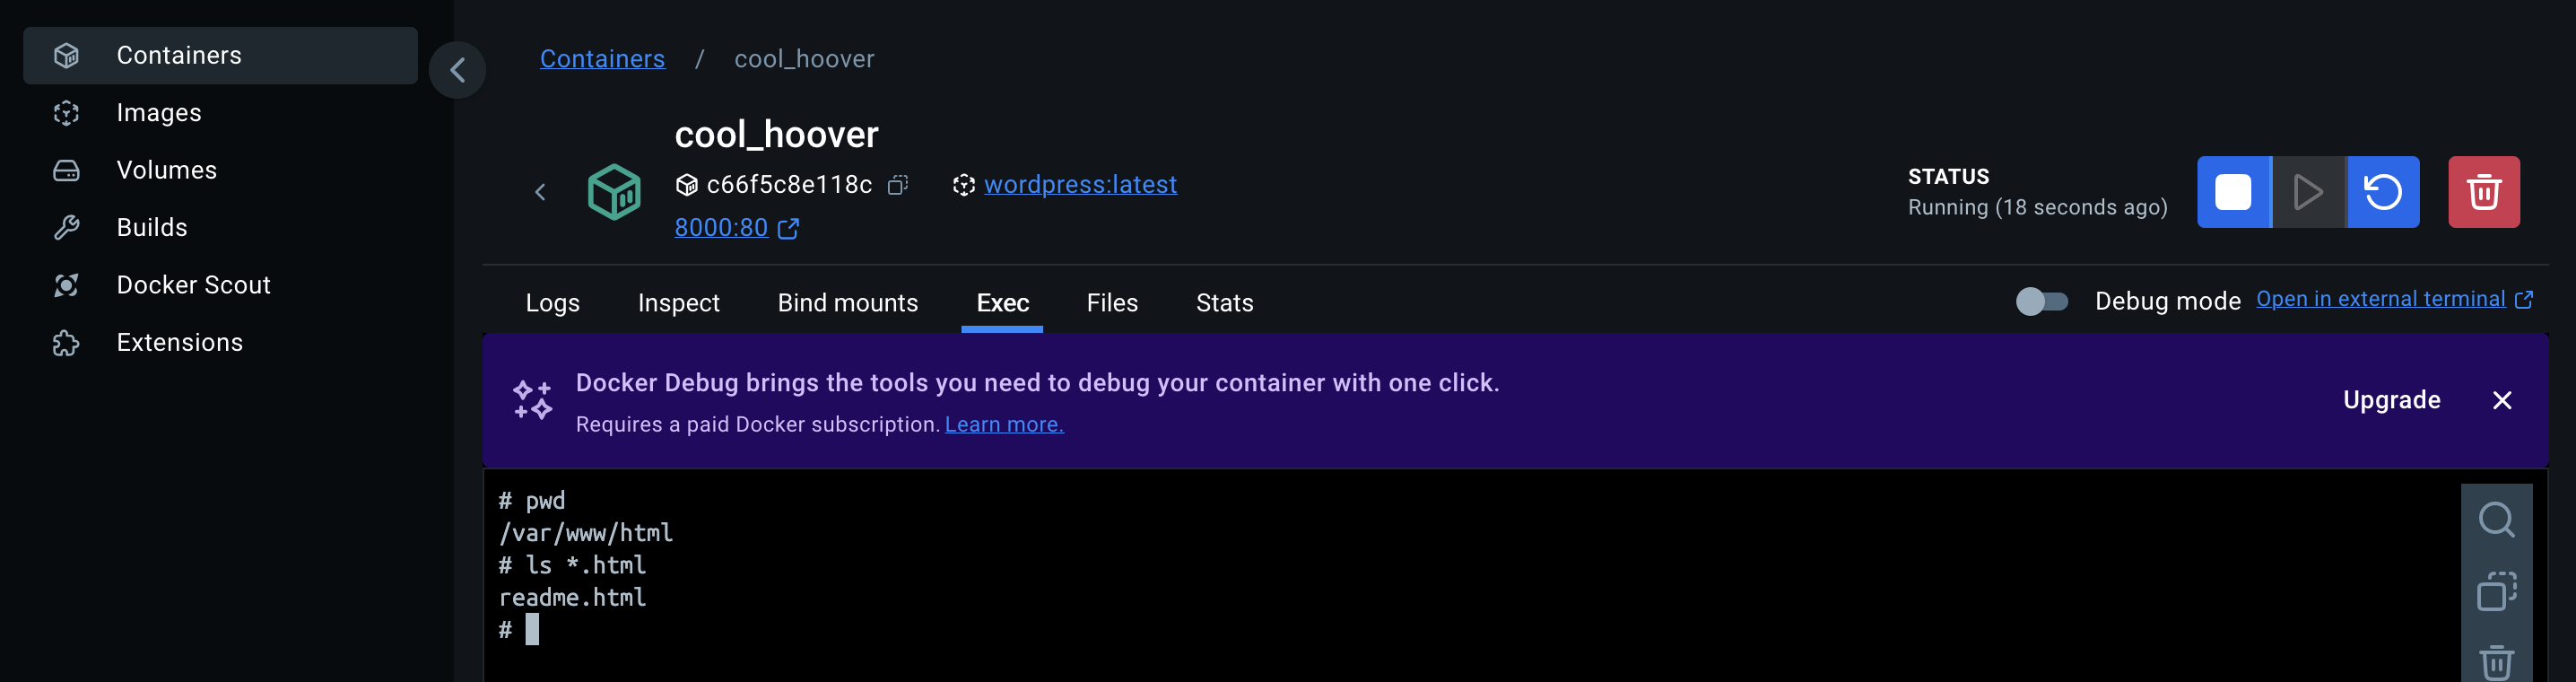 Containers
Images
Volumes
Builds
Docker Scout
Extensions
Containers / cool_hoover
cool_hoover
c66f5c8e118c wordpress:latest
8000:80
STATUS
Running (18 seconds ago)
Logs Inspect Bind mounts Exec Files Stats
Debug mode Open in external terminal
Docker Debug brings the tools you need to debug your container with one click.
Requires a paid Docker subscription. Learn more.
Upgrade
# pwd
/var/www/html
# ls *.html
readme.html
#